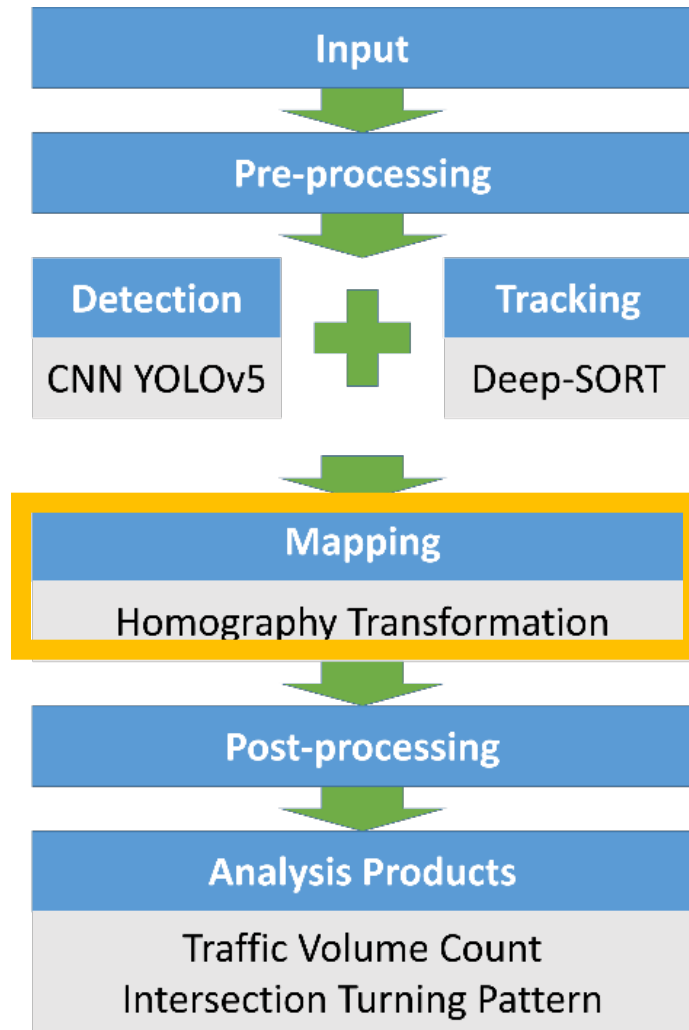 Input
Pre-processing
Detection
CNN YOLOv5
Tracking
Deep-SORT
Mapping
Homography Transformation
Post-processing
Analysis Products
Traffic Volume Count
Intersection Turning Pattern